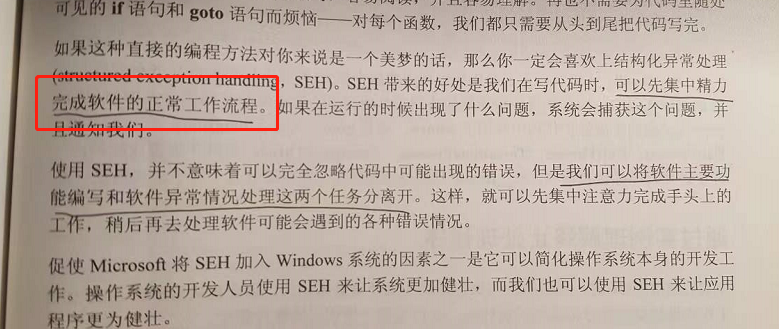 可见的 if 语句和 goto 语句而烦恼——对每个函数，我们都只需要从头到尾把代码写完。
如果这种直接的编程方法对你来说是一个美梦的话，那么你一定会喜欢上结构化异常处理
(structured exception handling，SEH)。SEH 带来的好处是我们在写代码时，可以先集中精力
完成软件的正常工作流程。如果在运行的时候出现了什么问题，系统会捕获这个问题，并
且通知我们。
使用 SEH，并不意味着可以完全忽略代码中可能出现的错误，但是我们可以将软件主要功
能编写和软件异常情况处理这两个任务分离开。这样，就可以先集中注意力完成手头上的
工作，稍后再去处理软件可能会遇到的各种错误情况。
促使 Microsoft 将 SEH 加入 Windows 系统的因素之一是它可以简化操作系统本身的开发工
作。操作系统的开发人员使用 SEH 来让系统更加健壮，而我们也可以使用 SEH 来让应用
程序更为健壮。